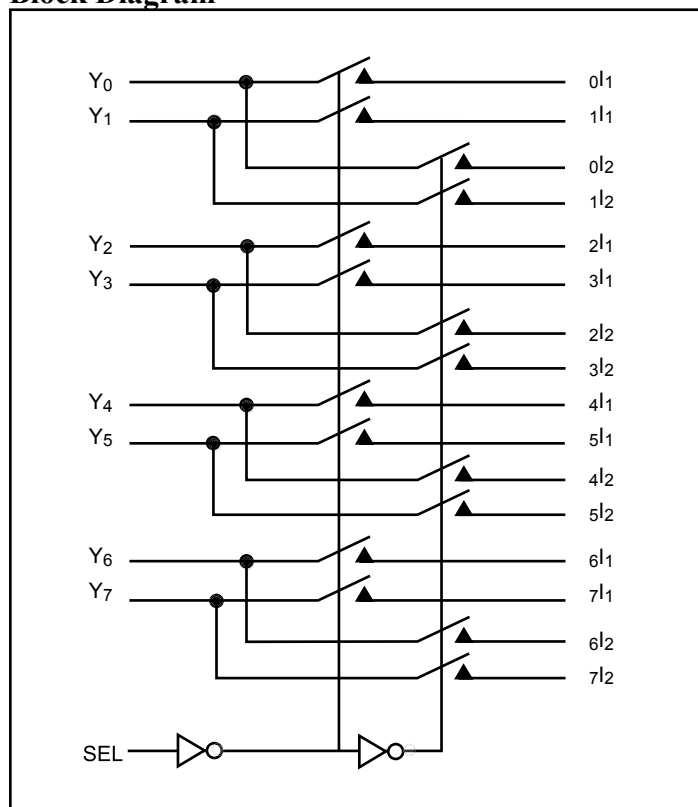 Block Diagram
Y0 0I1
Y1 1I1
0I2
1I2
Y2 2I1
Y3 3I1
2I2
3I2
Y4 4I1
Y5 5I1
4I2
5I2
Y6 6I1
Y7 7I1
6I2
7I2
SEL